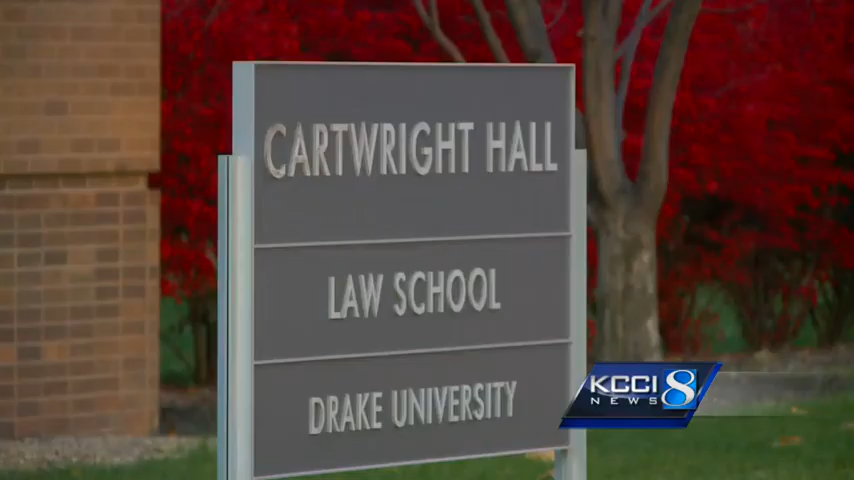 CARTWRIGHT HALL
LAW SCHOOL
DRAKE UNIVERSITY
KCCI 8
NEWS